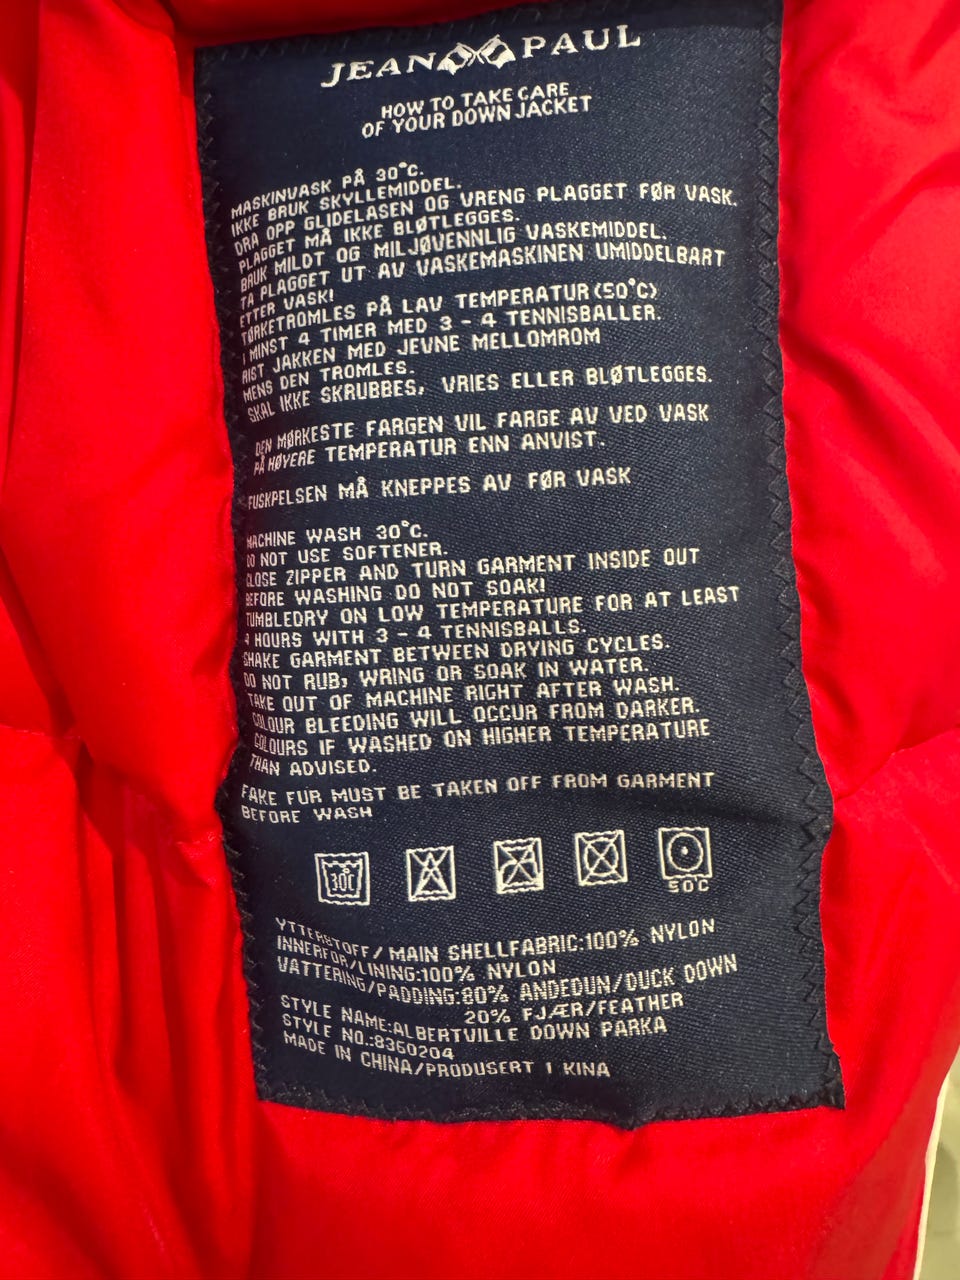 JEAN PAUL
HOW TO TAKE CARE
OF YOUR DOWN JACKET
MASKINVASK PÅ 30°C.
IKKE BRUK SKYLLEMIDDEL.
DRA OPP GLIDELASEN OG VRENG PLAGGET FØR VASK.
PLAGGET MÅ IKKE BLØTLEGGES.
BRUK MILDT OG MILJØVENNLIG VASKEMIDDEL.
TA PLAGGET UT AV VASKEMASKINEN UMIDDELBART
ETTER VASK!
TØRKETROMLES PÅ LAV TEMPERATUR(50°C)
I MINST 4 TIMER MED 3 - 4 TENNISBALLER.
RIST JAKKEN MED JEVNE MELLOMROM
MENS DEN TROMLES.
SKAL IKKE SKRUBBES, VRIES ELLER BLØTLEGGES.
DEN MØRKESTE FARGEN VIL FARGE AV VED VASK
PÅ HØYERE TEMPERATUR ENN ANVIST.
FUSKPELSEN MÅ KNEPPES AV FØR VASK
MACHINE WASH 30°C.
DO NOT USE SOFTENER.
CLOSE ZIPPER AND TURN GARMENT INSIDE OUT
BEFORE WASHING DO NOT SOAK!
TUMBLEDRY ON LOW TEMPERATURE FOR AT LEAST
4 HOURS WITH 3 - 4 TENNISBALLS.
SHAKE GARMENT BETWEEN DRYING CYCLES.
DO NOT RUB, WRING OR SOAK IN WATER.
TAKE OUT OF MACHINE RIGHT AFTER WASH.
COLOUR BLEEDING WILL OCCUR FROM DARKER.
COLOURS IF WASHED ON HIGHER TEMPERATURE
THAN ADVISED.
FAKE FUR MUST BE TAKEN OFF FROM GARMENT
BEFORE WASH
30°C
50°C
YTTERSTOFF/MAIN SHELLFABRIC:100% NYLON
INNERFOR/LINING:100% NYLON
VATTERING/PADDING:80% ANDEDUN/DUCK DOWN
20% FJÆR/FEATHER
STYLE NAME:ALBERTVILLE DOWN PARKA
STYLE NO.:8360204
MADE IN CHINA/PRODUSERT I KINA